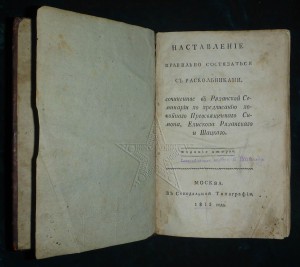 НАСТАВЛЕНІЕ
ПРАВИЛЬНО СОСТЯЗАТЬСЯ
СЪ РАСКОЛЬНИКАМИ,
сочиненное въ Рязанской Се-
минаріи по предписанію по-
койнаго Преосвященнаго Си-
мона, Епископа Рязанскаго
и Шацкаго.
МОСКВА.
Въ Синодальной Типографіи